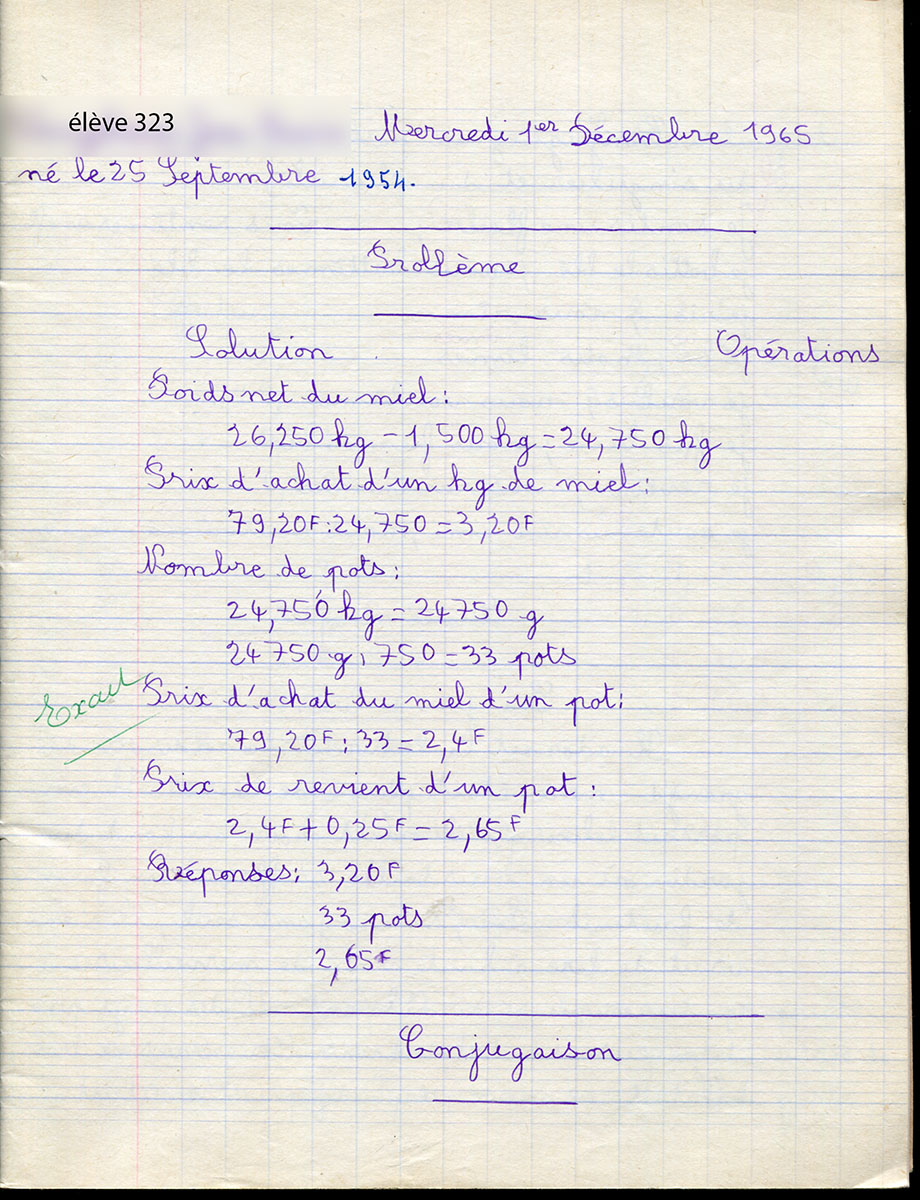 élève 323
Mercredi 1er Décembre 1965
né le 25 Septembre 1954.
Problème
Solution
Opérations
Poids net du miel:
26,250 kg - 1,500 kg = 24,750 kg
Prix d'achat d'un kg de miel:
79,20F : 24,750 = 3,20F
Nombre de pots:
24,750 kg = 24750 g
24750 g : 750 = 33 pots
Exact
Prix d'achat du miel d'un pot:
79,20F : 33 = 2,4F
Prix de revient d'un pot:
2,4F + 0,25F = 2,65F
Réponses: 3,20F
33 pots
2,65F
Conjugaison